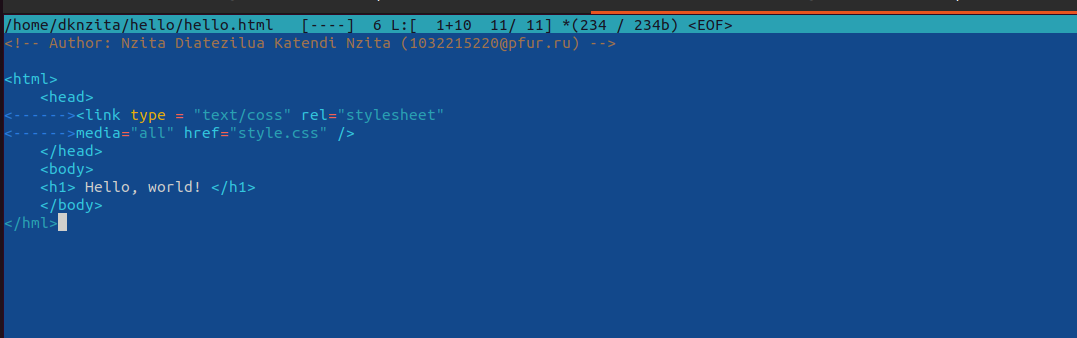 /home/dknzita/hello/hello.html   [----]  6 L:[  1+10  11/ 11] *(234 / 234b) <EOF>
<!-- Author: Nzita Diatezilua Katendi Nzita (1032215220@pfur.ru) -->
<html>
    <head>
<------><link type = "text/coss" rel="stylesheet"
<------>media="all" href="style.css" />
    </head>
    <body>
    <h1> Hello, world! </h1>
    </body>
</hml>